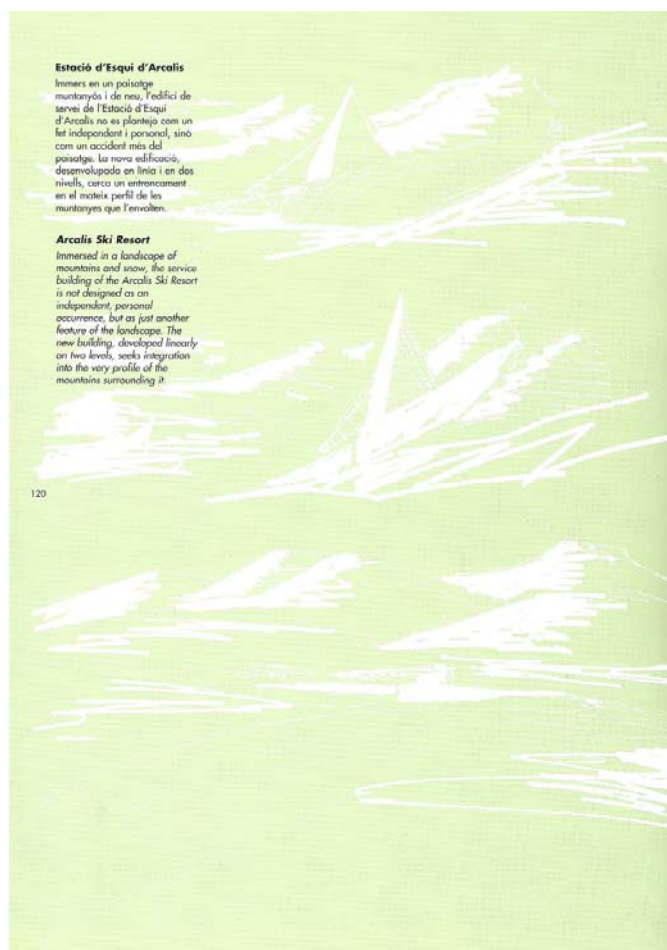 Estació d'Esquí d'Arcalis
Immers en un paisatge
muntanyós i de neu, l'edifici de
servei de l'Estació d'Esquí
d'Arcalis no es planteja com un
fet independent i personal, sinó
com un accident més del
paisatge. La nova edificació,
desenvolupada en línia i en dos
nivells, cerca un entroncament
en el mateix perfil de les
muntanyes que l'envolten.
Arcalis Ski Resort
Immersed in a landscape of
mountains and snow, the service
building of the Arcalis Ski Resort
is not designed as an
independent, personal
occurrence, but as just another
feature of the landscape. The
new building, developed linearly
on two levels, seeks integration
into the very profile of the
mountains surrounding it.
120